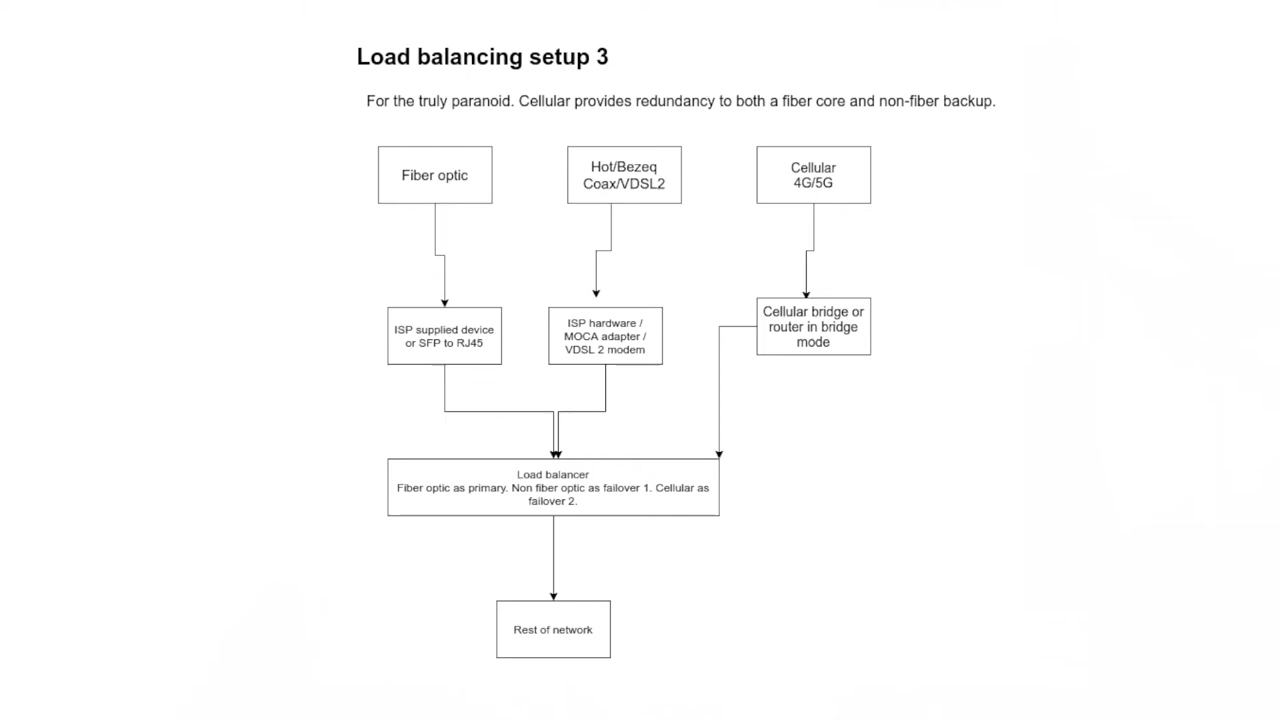 Load balancing setup 3
For the truly paranoid. Cellular provides redundancy to both a fiber core and non-fiber backup.
Fiber optic
Hot/Bezeq
Coax/VDSL2
Cellular
4G/5G
ISP supplied device
or SFP to RJ45
ISP hardware /
MOCA adapter /
VDSL 2 modem
Cellular bridge or
router in bridge
mode
Load balancer
Fiber optic as primary. Non fiber optic as failover 1. Cellular as
failover 2.
Rest of network